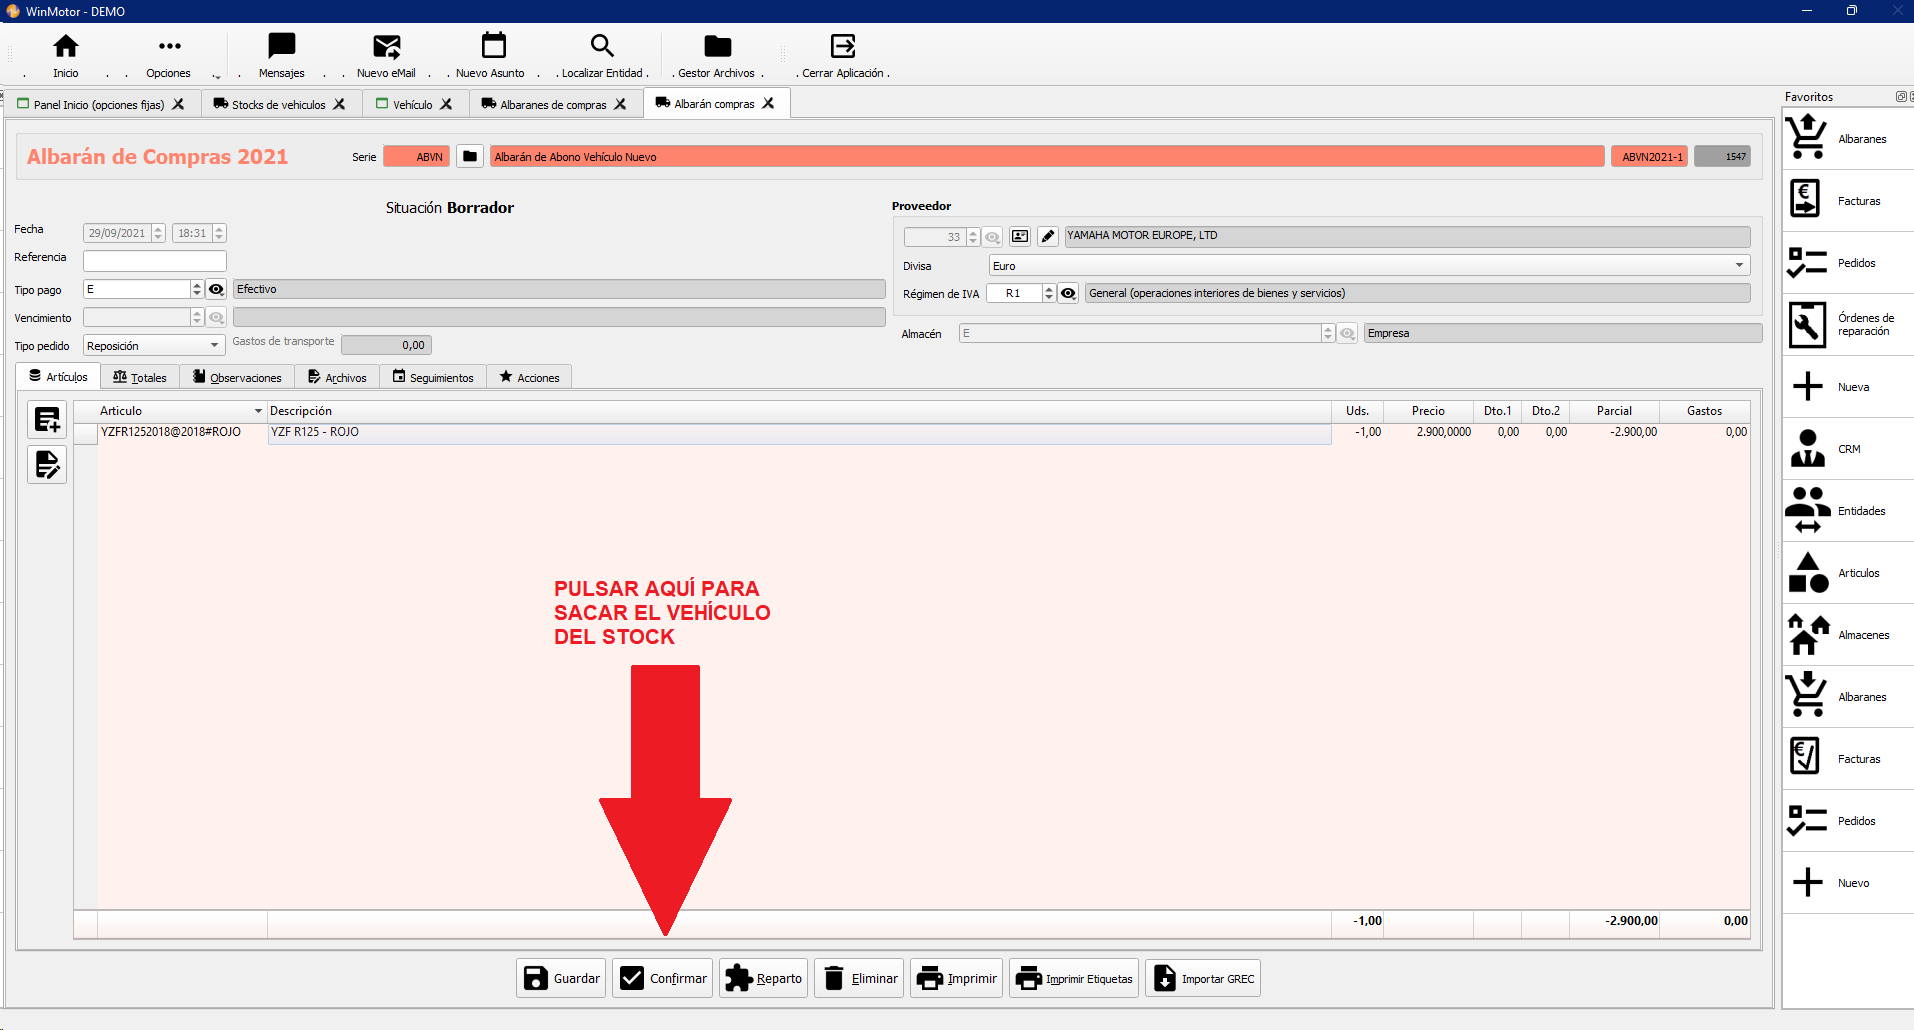 WinMotor - DEMO
Inicio
Opciones
Mensajes
Nuevo eMail
Nuevo Asunto
Localizar Entidad
Gestor Archivos
Cerrar Aplicación
Panel Inicio (opciones fijas)
Stocks de vehiculos
Vehículo
Albaranes de compras
Albarán compras
Favoritos
Albarán de Compras 2021
Serie
ABVN
Albarán de Abono Vehículo Nuevo
ABVN2021-1
1547
Situación Borrador
Fecha
29/09/2021
18:31
Referencia
Tipo pago
E
Efectivo
Vencimiento
Tipo pedido
Reposición
Gastos de transporte
0,00
Proveedor
33
YAMAHA MOTOR EUROPE, LTD
Divisa
Euro
Régimen de IVA
R1
General (operaciones interiores de bienes y servicios)
Almacén
E
Empresa
Artículos
Totales
Observaciones
Archivos
Seguimientos
Acciones
Articulo
Descripción
Uds.
Precio
Dto.1
Dto.2
Parcial
Gastos
YZFR1252018@2018#ROJO
YZF R125 - ROJO
-1,00
2.900,0000
0,00
0,00
-2.900,00
0,00
PULSAR AQUÍ PARA
SACAR EL VEHÍCULO
DEL STOCK
-1,00
-2.900,00
0,00
Guardar
Confirmar
Reparto
Eliminar
Imprimir
Imprimir Etiquetas
Importar GREC
Albaranes
Facturas
Pedidos
Órdenes de
reparación
Nueva
CRM
Entidades
Articulos
Almacenes
Albaranes
Facturas
Pedidos
Nuevo